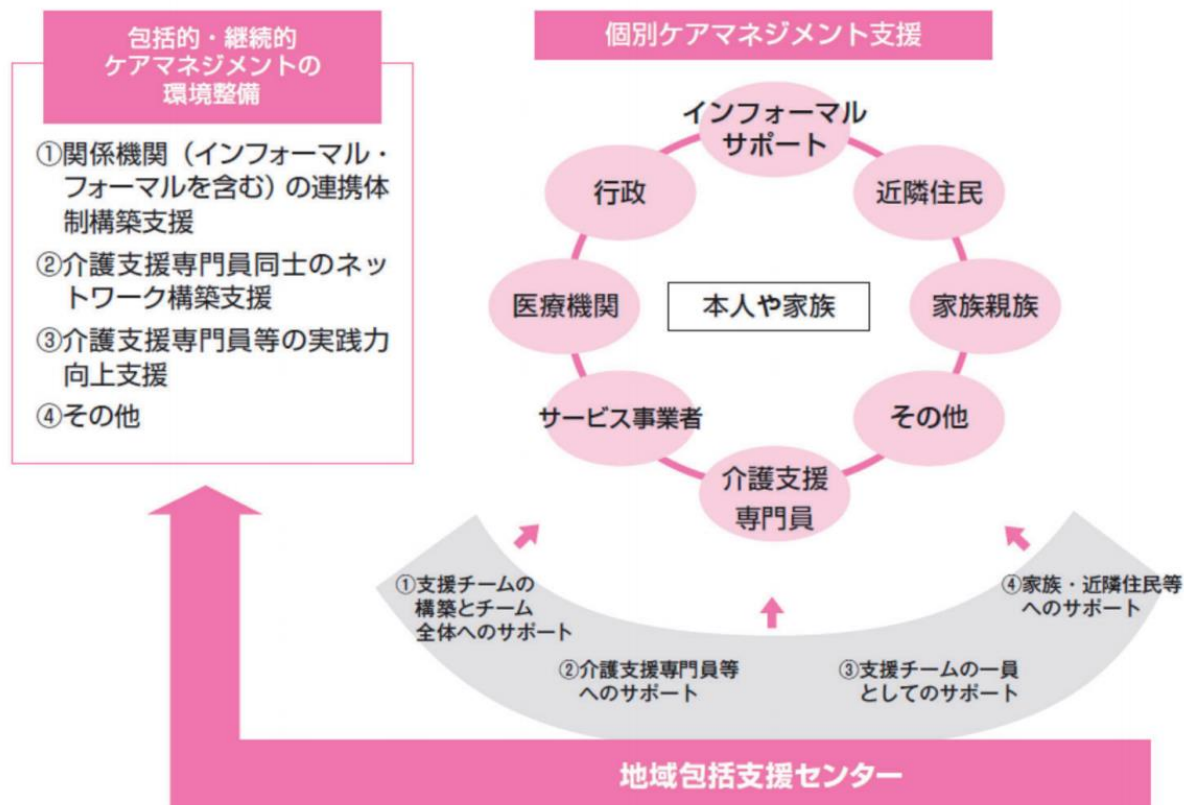 包括的・継続的
ケアマネジメントの
環境整備
①関係機関（インフォーマル・
フォーマルを含む）の連携体
制構築支援
②介護支援専門員同士のネッ
トワーク構築支援
③介護支援専門員等の実践力
向上支援
④その他
個別ケアマネジメント支援
インフォーマル
サポート
行政
近隣住民
医療機関
本人や家族
家族親族
サービス事業者
その他
介護支援
専門員
①支援チームの
構築とチーム
全体へのサポート
②介護支援専門員等
へのサポート
③支援チームの一員
としてのサポート
④家族・近隣住民等
へのサポート
地域包括支援センター